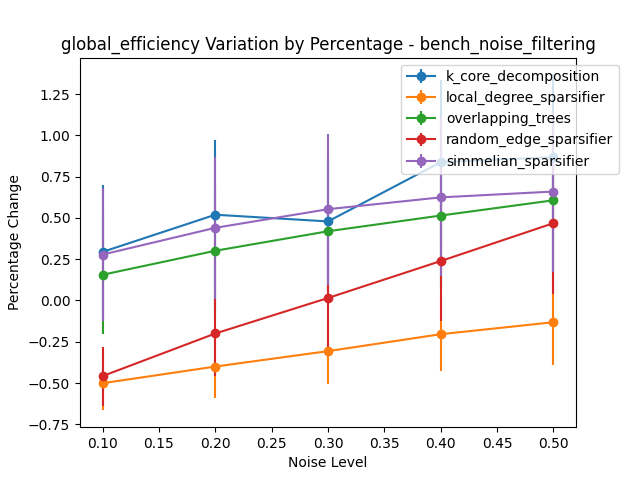 global_efficiency Variation by Percentage - bench_noise_filtering
k_core_decomposition
local_degree_sparsifier
overlapping_trees
random_edge_sparsifier
simmelian_sparsifier
Percentage Change
1.25
1.00
0.75
0.50
0.25
0.00
−0.25
−0.50
−0.75
0.10 0.15 0.20 0.25 0.30 0.35 0.40 0.45 0.50
Noise Level